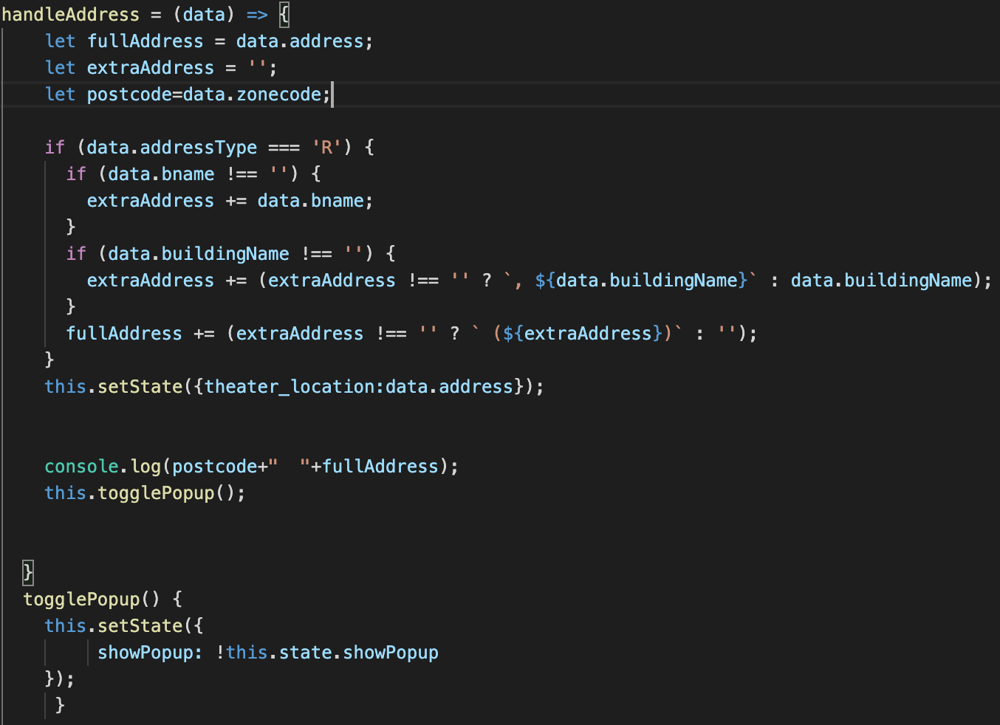 handleAddress = (data) => {
let fullAddress = data.address;
let extraAddress = '';
let postcode=data.zonecode;
if (data.addressType === 'R') {
if (data.bname !== '') {
extraAddress += data.bname;
}
if (data.buildingName !== '') {
extraAddress += (extraAddress !== '' ? `, ${data.buildingName}` : data.buildingName);
}
fullAddress += (extraAddress !== '' ? ` (${extraAddress})` : '');
}
this.setState({theater_location:data.address});
console.log(postcode+"  "+fullAddress);
this.togglePopup();
}
togglePopup() {
this.setState({
showPopup: !this.state.showPopup
});
}